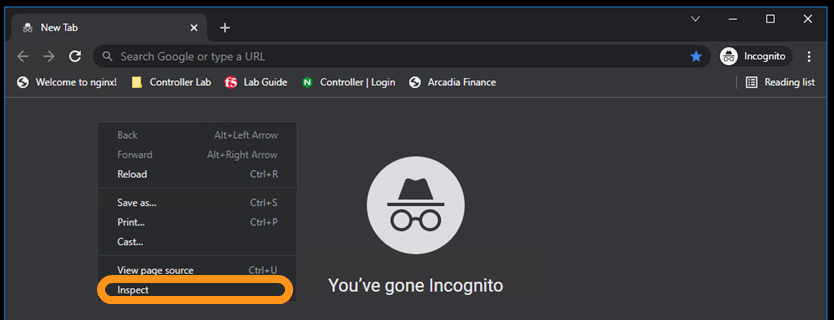 New Tab
Search Google or type a URL
Incognito
Welcome to nginx! Controller Lab Lab Guide Controller | Login Arcadia Finance Reading list
Back Alt+Left Arrow
Forward Alt+Right Arrow
Reload Ctrl+R
Save as... Ctrl+S
Print... Ctrl+P
Cast...
View page source Ctrl+U
Inspect
You've gone Incognito